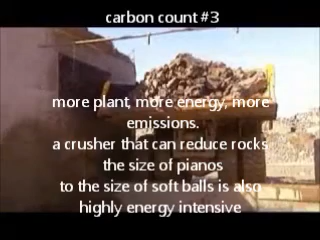 carbon count #3
more plant, more energy, more
emissions.
a crusher that can reduce rocks
the size of pianos
to the size of soft balls is also
highly energy intensive